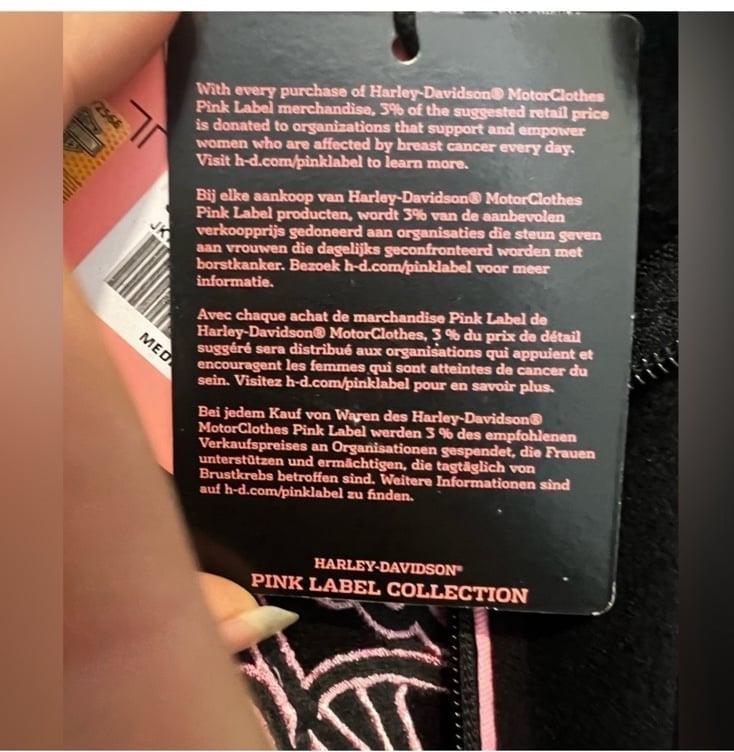 With every purchase of Harley-Davidson® MotorClothes
Pink Label merchandise, 3% of the suggested retail price
is donated to organizations that support and empower
women who are affected by breast cancer every day.
Visit h-d.com/pinklabel to learn more.
Bij elke aankoop van Harley-Davidson® MotorClothes
Pink Label producten, wordt 3% van de aanbevolen
verkoopprijs gedoneerd aan organisaties die steun geven
aan vrouwen die dagelijks geconfronteerd worden met
borstkanker. Bezoek h-d.com/pinklabel voor meer
informatie.
Avec chaque achat de marchandise Pink Label de
Harley-Davidson® MotorClothes, 3 % du prix de détail
suggéré sera distribué aux organisations qui appuient et
encouragent les femmes qui sont atteintes de cancer du
sein. Visitez h-d.com/pinklabel pour en savoir plus.
Bei jedem Kauf von Waren des Harley-Davidson®
MotorClothes Pink Label werden 3 % des empfohlenen
Verkaufspreises an Organisationen gespendet, die Frauen
unterstützen und ermächtigen, die tagtäglich von
Brustkrebs betroffen sind. Weitere Informationen sind
auf h-d.com/pinklabel zu finden.
HARLEY-DAVIDSON®
PINK LABEL COLLECTION
JK
MED